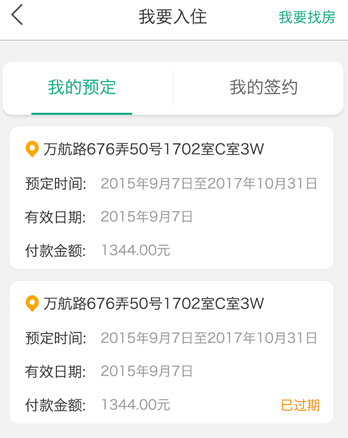 我要入住
我要找房
我的预定
我的签约
万航路676弄50号1702室C室3W
预定时间: 2015年9月7日至2017年10月31日
有效日期: 2015年9月7日
付款金额: 1344.00元
万航路676弄50号1702室C室3W
预定时间: 2015年9月7日至2017年10月31日
有效日期: 2015年9月7日
付款金额: 1344.00元 已过期